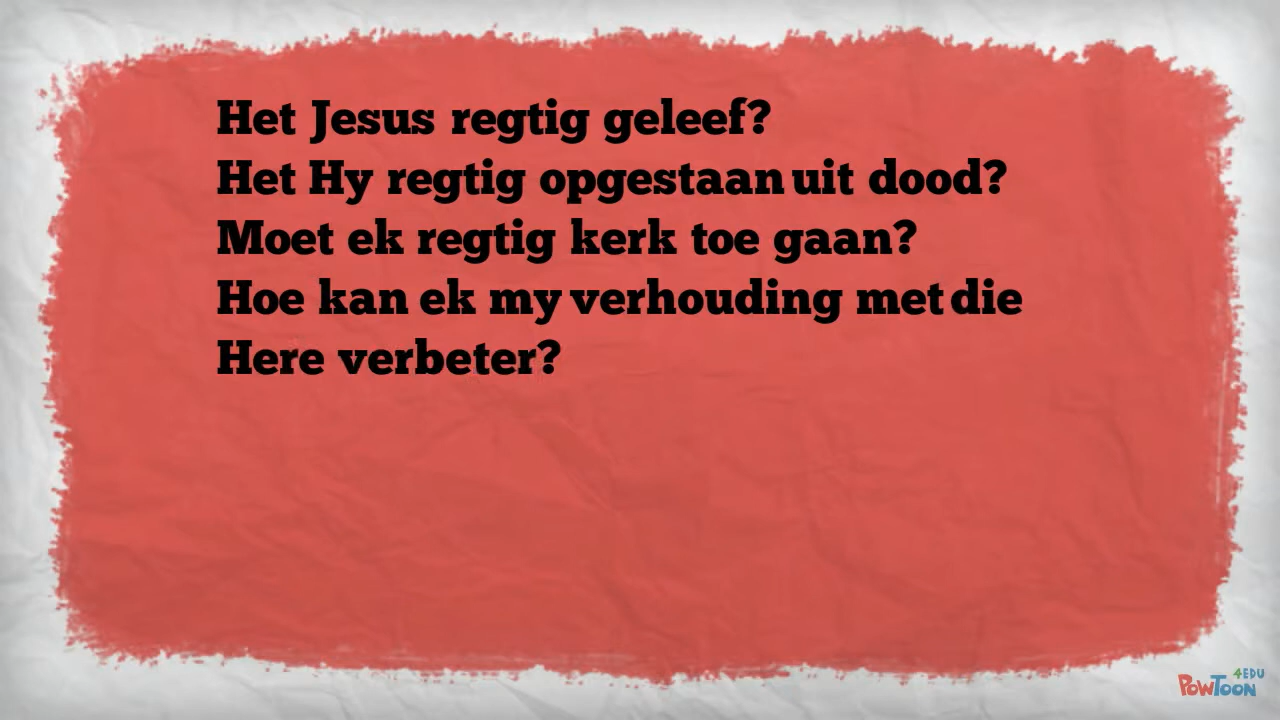 Het Jesus regtig geleef?
Het Hy regtig opgestaan uit dood?
Moet ek regtig kerk toe gaan?
Hoe kan ek my verhouding met die
Here verbeter?
4EDU
PowToon